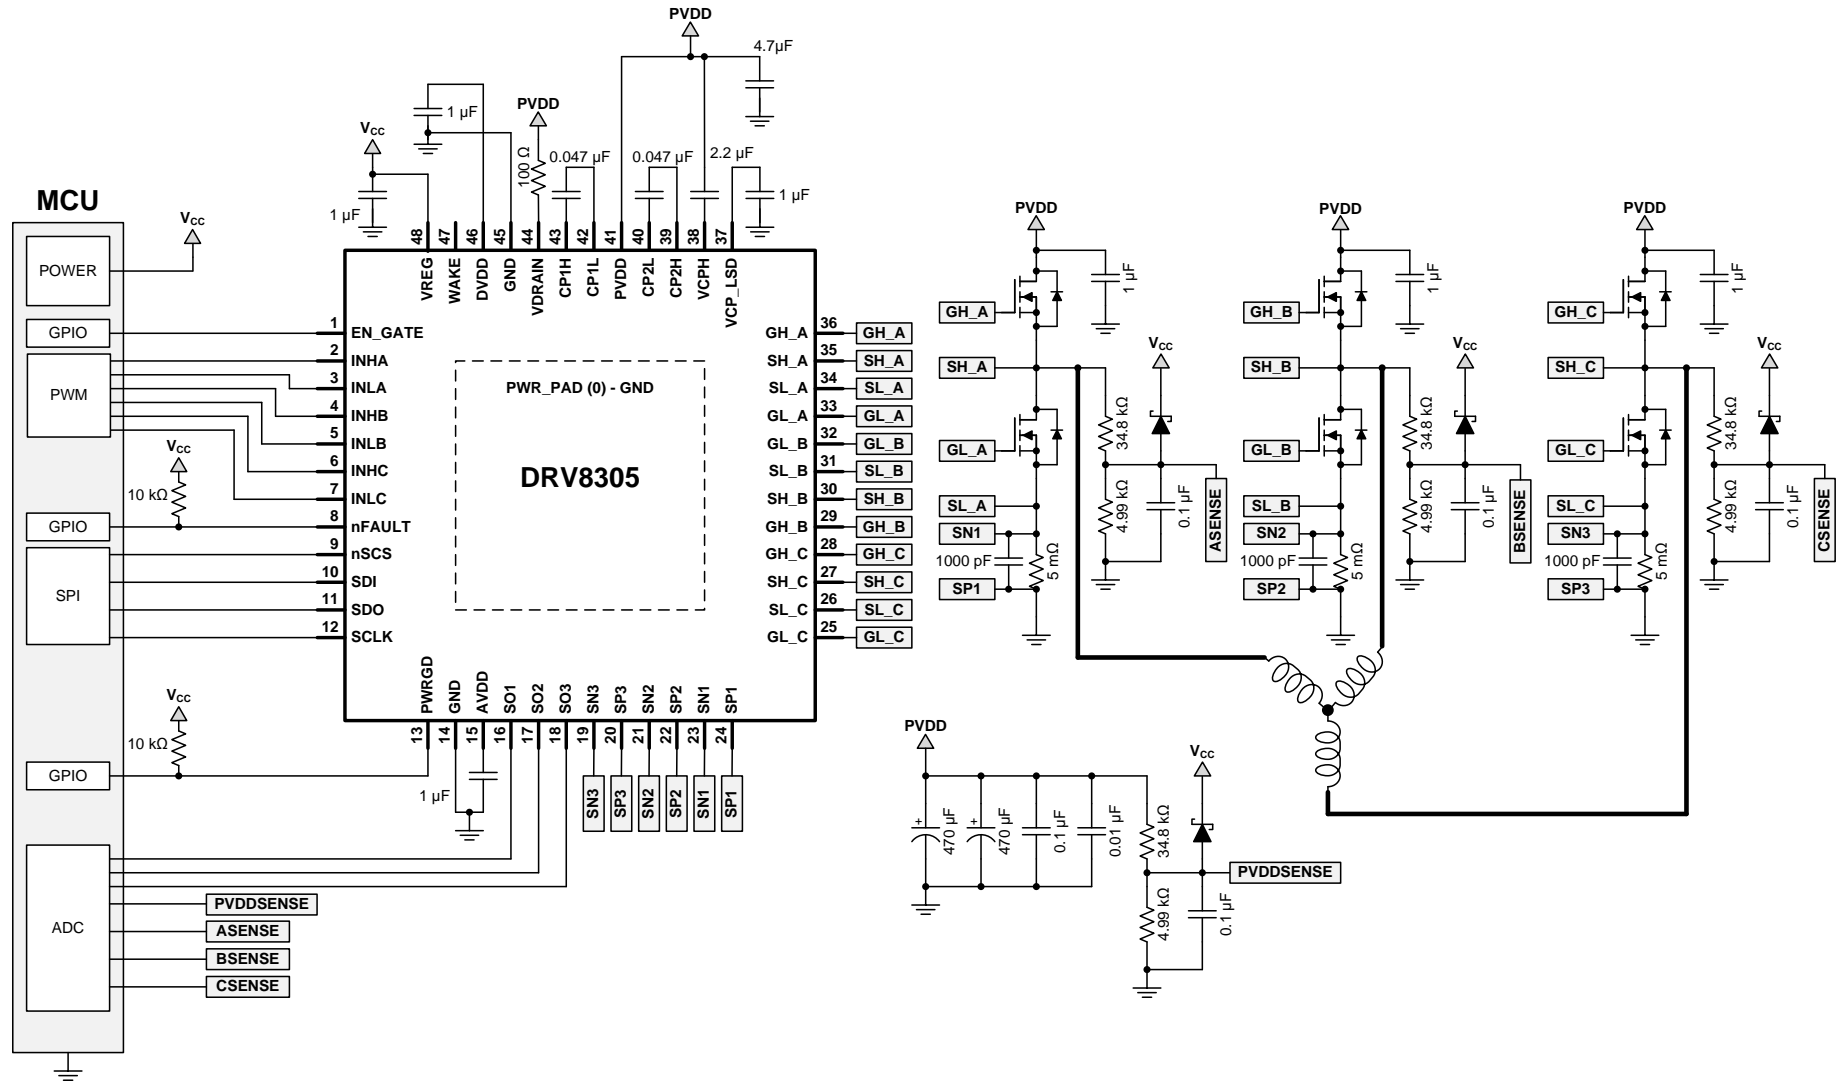 PVDD
4.7µF
1 µF
PVDD
VCC
100 Ω
0.047 µF
0.047 µF
2.2 µF
1 µF
1 µF
MCU
VCC
POWER
GPIO
PWM
VCC
10 kΩ
GPIO
SPI
VCC
10 kΩ
GPIO
ADC
PVDDSENSE
ASENSE
BSENSE
CSENSE
48 47 46 45 44 43 42 41 40 39 38 37
VREG WAKE DVDD GND VDRAIN CP1H CP1L PVDD CP2L CP2H VCPH VCP_LSD
1 EN_GATE
2 INHA
3 INLA
4 INHB
5 INLB
6 INHC
7 INLC
8 nFAULT
9 nSCS
10 SDI
11 SDO
12 SCLK
PWR_PAD (0) - GND
DRV8305
GH_A 36 GH_A
SH_A 35 SH_A
SL_A 34 SL_A
GL_A 33 GL_A
GL_B 32 GL_B
SL_B 31 SL_B
SH_B 30 SH_B
GH_B 29 GH_B
GH_C 28 GH_C
SH_C 27 SH_C
SL_C 26 SL_C
GL_C 25 GL_C
PWRGD GND AVDD SO1 SO2 SO3 SN3 SP3 SN2 SP2 SN1 SP1
13 14 15 16 17 18 19 20 21 22 23 24
1 µF
SN3 SP3 SN2 SP2 SN1 SP1
PVDD
1 µF
GH_A
SH_A
VCC
34.8 kΩ
GL_A
SL_A
SN1
1000 pF
SP1
5 mΩ
4.99 kΩ
0.1 µF
ASENSE
PVDD
1 µF
GH_B
SH_B
VCC
34.8 kΩ
GL_B
SL_B
SN2
1000 pF
SP2
5 mΩ
4.99 kΩ
0.1 µF
BSENSE
PVDD
1 µF
GH_C
SH_C
VCC
34.8 kΩ
GL_C
SL_C
SN3
1000 pF
SP3
5 mΩ
4.99 kΩ
0.1 µF
CSENSE
PVDD
+
470 µF
+
470 µF
0.1 µF
0.01 µF
34.8 kΩ
VCC
PVDDSENSE
4.99 kΩ
0.1 µF